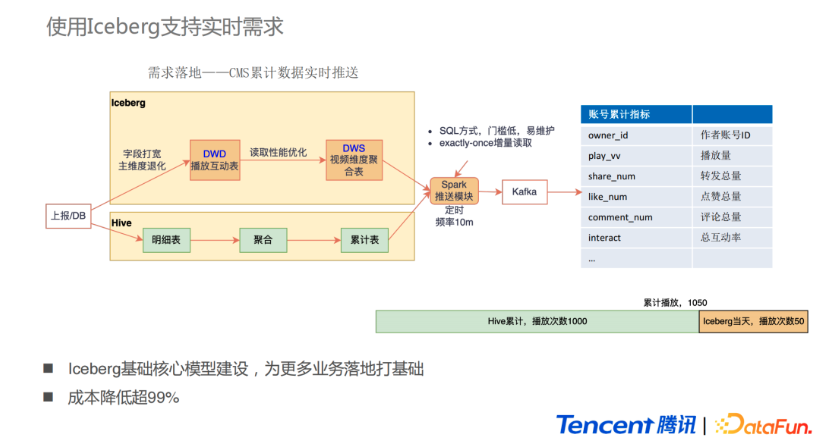 使用Iceberg支持实时需求
需求落地——CMS累计数据实时推送
Iceberg
字段打宽
主维度退化
DWD
播放互动表
读取性能优化
DWS
视频维度聚
合表
• SQL方式，门槛低，易维护
• exactly-once增量读取
上报/DB
Spark
推送模块
定时
频率10m
Kafka
Hive
明细表
聚合
累计表
账号累计指标
owner_id 作者账号ID
play_vv 播放量
share_num 转发总量
like_num 点赞总量
comment_num 评论总量
interact 总互动率
...
累计播放，1050
Hive累计，播放次数1000
Iceberg当天，播放次数50
■ Iceberg基础核心模型建设，为更多业务落地打基础
■ 成本降低超99%
Tencent 腾讯 | DataFun.